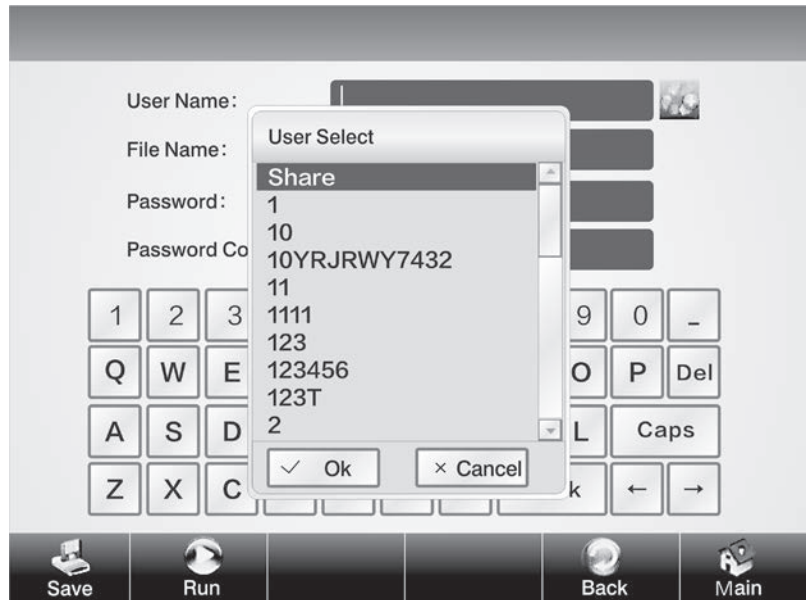 User Name:
File Name:
Password:
Password Co
User Select
Share
1
10
10YRJRWY7432
11
1111
123
123456
123T
2
Ok
× Cancel
1 2 3 9 0 _
Q W E O P Del
A S D L Caps
Z X C k ← →
Save Run Back Main